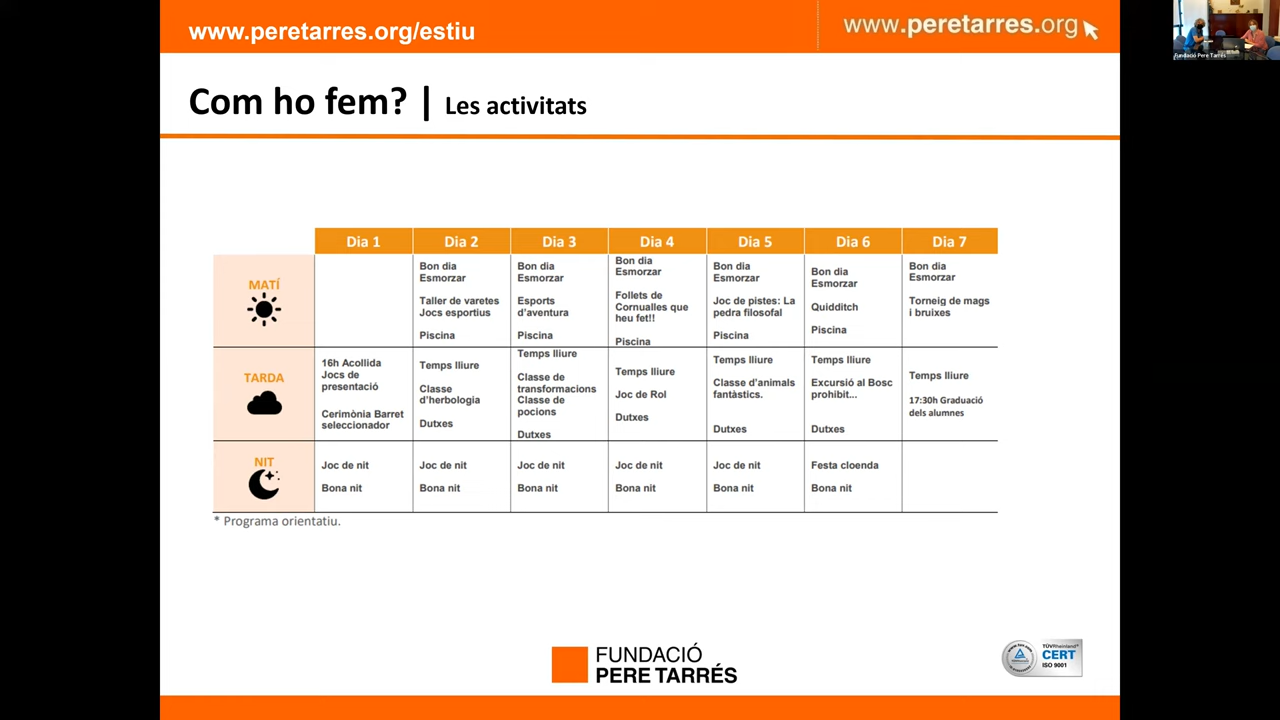 www.peretarres.org/estiu
www.peretarres.org
Fundació Pere Tarrés
Com ho fem? | Les activitats
Dia 1
Dia 2
Dia 3
Dia 4
Dia 5
Dia 6
Dia 7
MATÍ
Bon dia
Esmorzar
Taller de varetes
Jocs esportius
Piscina
Bon dia
Esmorzar
Esports
d'aventura
Piscina
Bon dia
Esmorzar
Follets de
Cornualles que
heu fet!!
Piscina
Bon dia
Esmorzar
Joc de pistes: La
pedra filosofal
Piscina
Bon dia
Esmorzar
Quidditch
Piscina
Bon dia
Esmorzar
Torneig de mags
i bruixes
TARDA
16h Acollida
Jocs de
presentació
Cerimònia Barret
seleccionador
Temps lliure
Classe
d'herbologia
Dutxes
Temps lliure
Classe de
transformacions
Classe de
pocions
Dutxes
Temps lliure
Joc de Rol
Dutxes
Temps lliure
Classe d'animals
fantàstics.
Dutxes
Temps lliure
Excursió al Bosc
prohibit...
Dutxes
Temps lliure
17:30h Graduació
dels alumnes
NIT
Joc de nit
Bona nit
Joc de nit
Bona nit
Joc de nit
Bona nit
Joc de nit
Bona nit
Joc de nit
Bona nit
Festa cloenda
Bona nit
* Programa orientatiu.
FUNDACIÓ
PERE TARRÉS
TÜVRheinland
CERT
ISO 9001